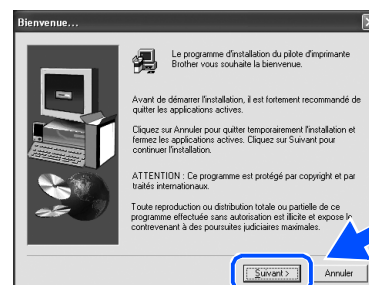 Bienvenue...
Le programme d'installation du pilote d'imprimante
Brother vous souhaite la bienvenue.
Avant de démarrer l'installation, il est fortement recommandé de
quitter les applications actives.
Cliquez sur Annuler pour quitter temporairement l'installation et
fermez les applications actives. Cliquez sur Suivant pour
continuer l'installation.
ATTENTION : Ce programme est protégé par copyright et par
traités internationaux.
Toute reproduction ou distribution totale ou partielle de ce
programme effectuée sans autorisation est illicite et expose le
contrevenant à des poursuites judiciaires maximales.
Suivant >
Annuler